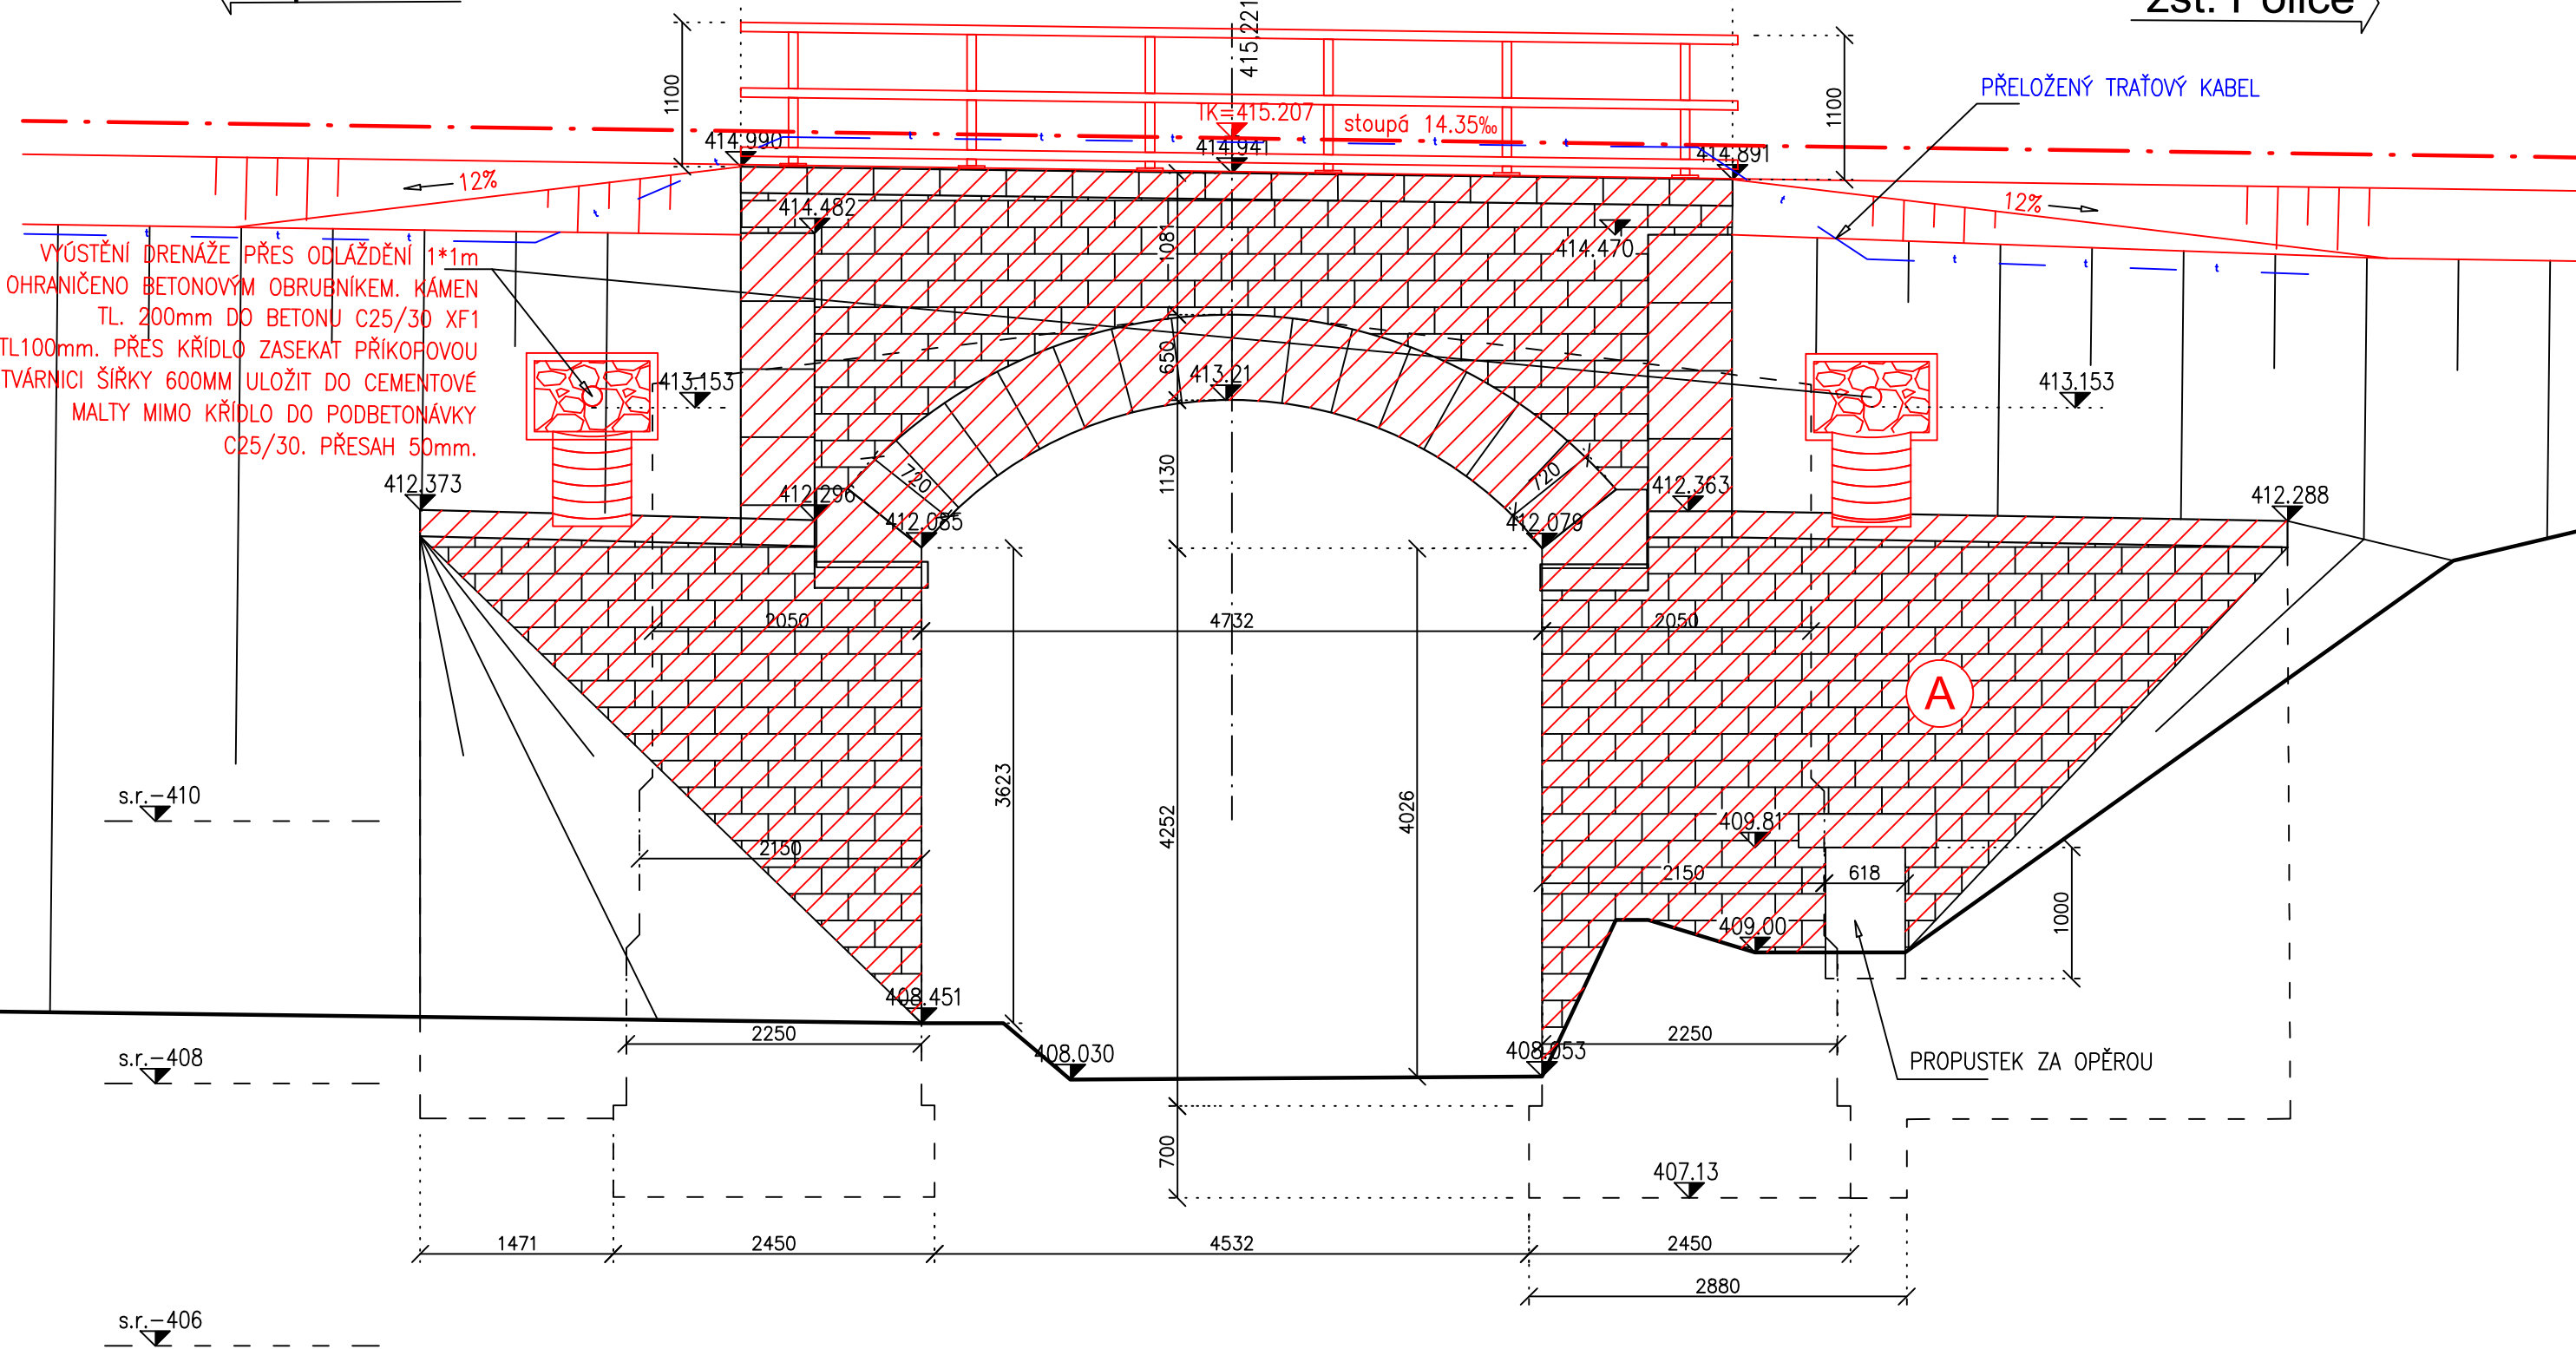 zst. Police
415.221
1100
1100
PŘELOŽENÝ TRAŤOVÝ KABEL
TK=415.207
stoupá 14.35‰
414.990
414.941
414.891
12%
12%
414.482
414.470
1081
VYÚSTĚNÍ DRENÁŽE PŘES ODLÁŽDĚNÍ 1*1m
OHRANIČENO BETONOVÝM OBRUBNÍKEM. KÁMEN
TL. 200mm DO BETONU C25/30 XF1
TL100mm. PŘES KŘÍDLO ZASEKAT PŘÍKOPOVOU
TVÁRNICI ŠÍŘKY 600MM ULOŽIT DO CEMENTOVÉ
MALTY MIMO KŘÍDLO DO PODBETONÁVKY
C25/30. PŘESAH 50mm.
650
413.153
413.21
413.153
412.373
720
1130
720
412.296
412.085
412.079
412.363
412.288
2050
4732
2050
A
s.r.-410
3623
4252
4026
409.81
2150
2150
618
1000
409.00
408.451
2250
408.030
408.053
2250
s.r.-408
PROPUSTEK ZA OPĚROU
700
407.13
1471
2450
4532
2450
2880
s.r.-406
t t t t t t t t t t t t t t t t